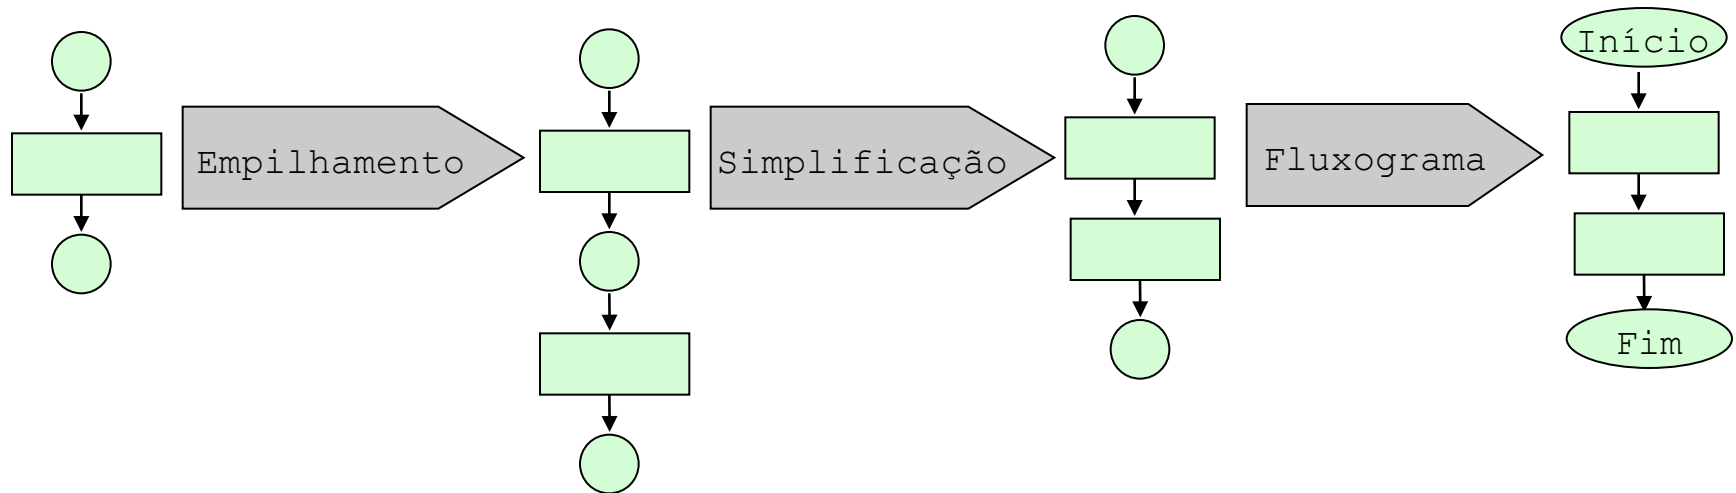 Empilhamento
Simplificação
Fluxograma
Início
Fim